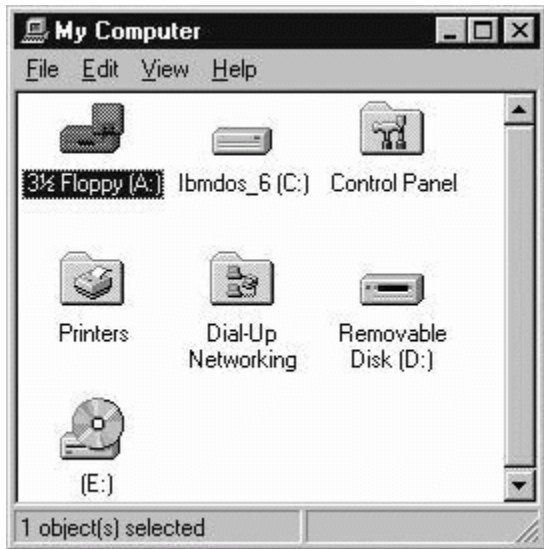 My Computer
File Edit View Help
3½ Floppy (A:) Ibmdos_6 (C:) Control Panel
Printers Dial-Up Networking Removable Disk (D:)
(E:)
1 object(s) selected